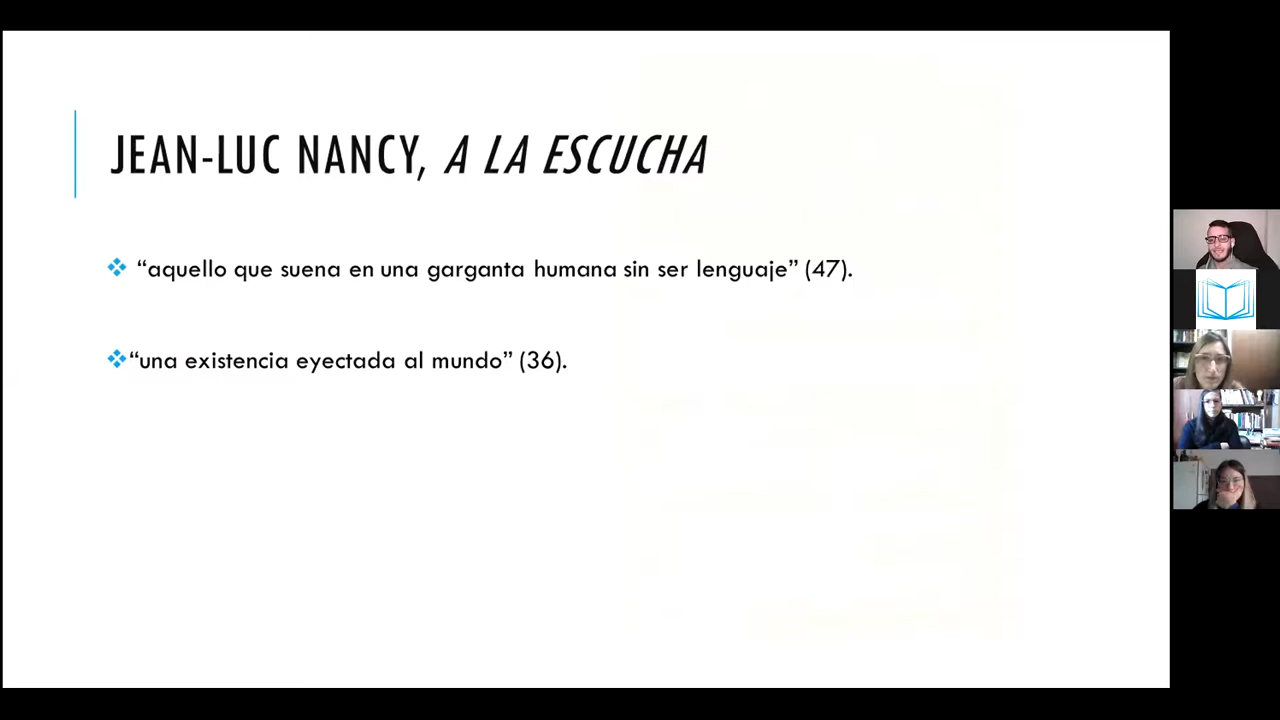 JEAN-LUC NANCY, A LA ESCUCHA
“aquello que suena en una garganta humana sin ser lenguaje” (47).
“una existencia eyectada al mundo” (36).